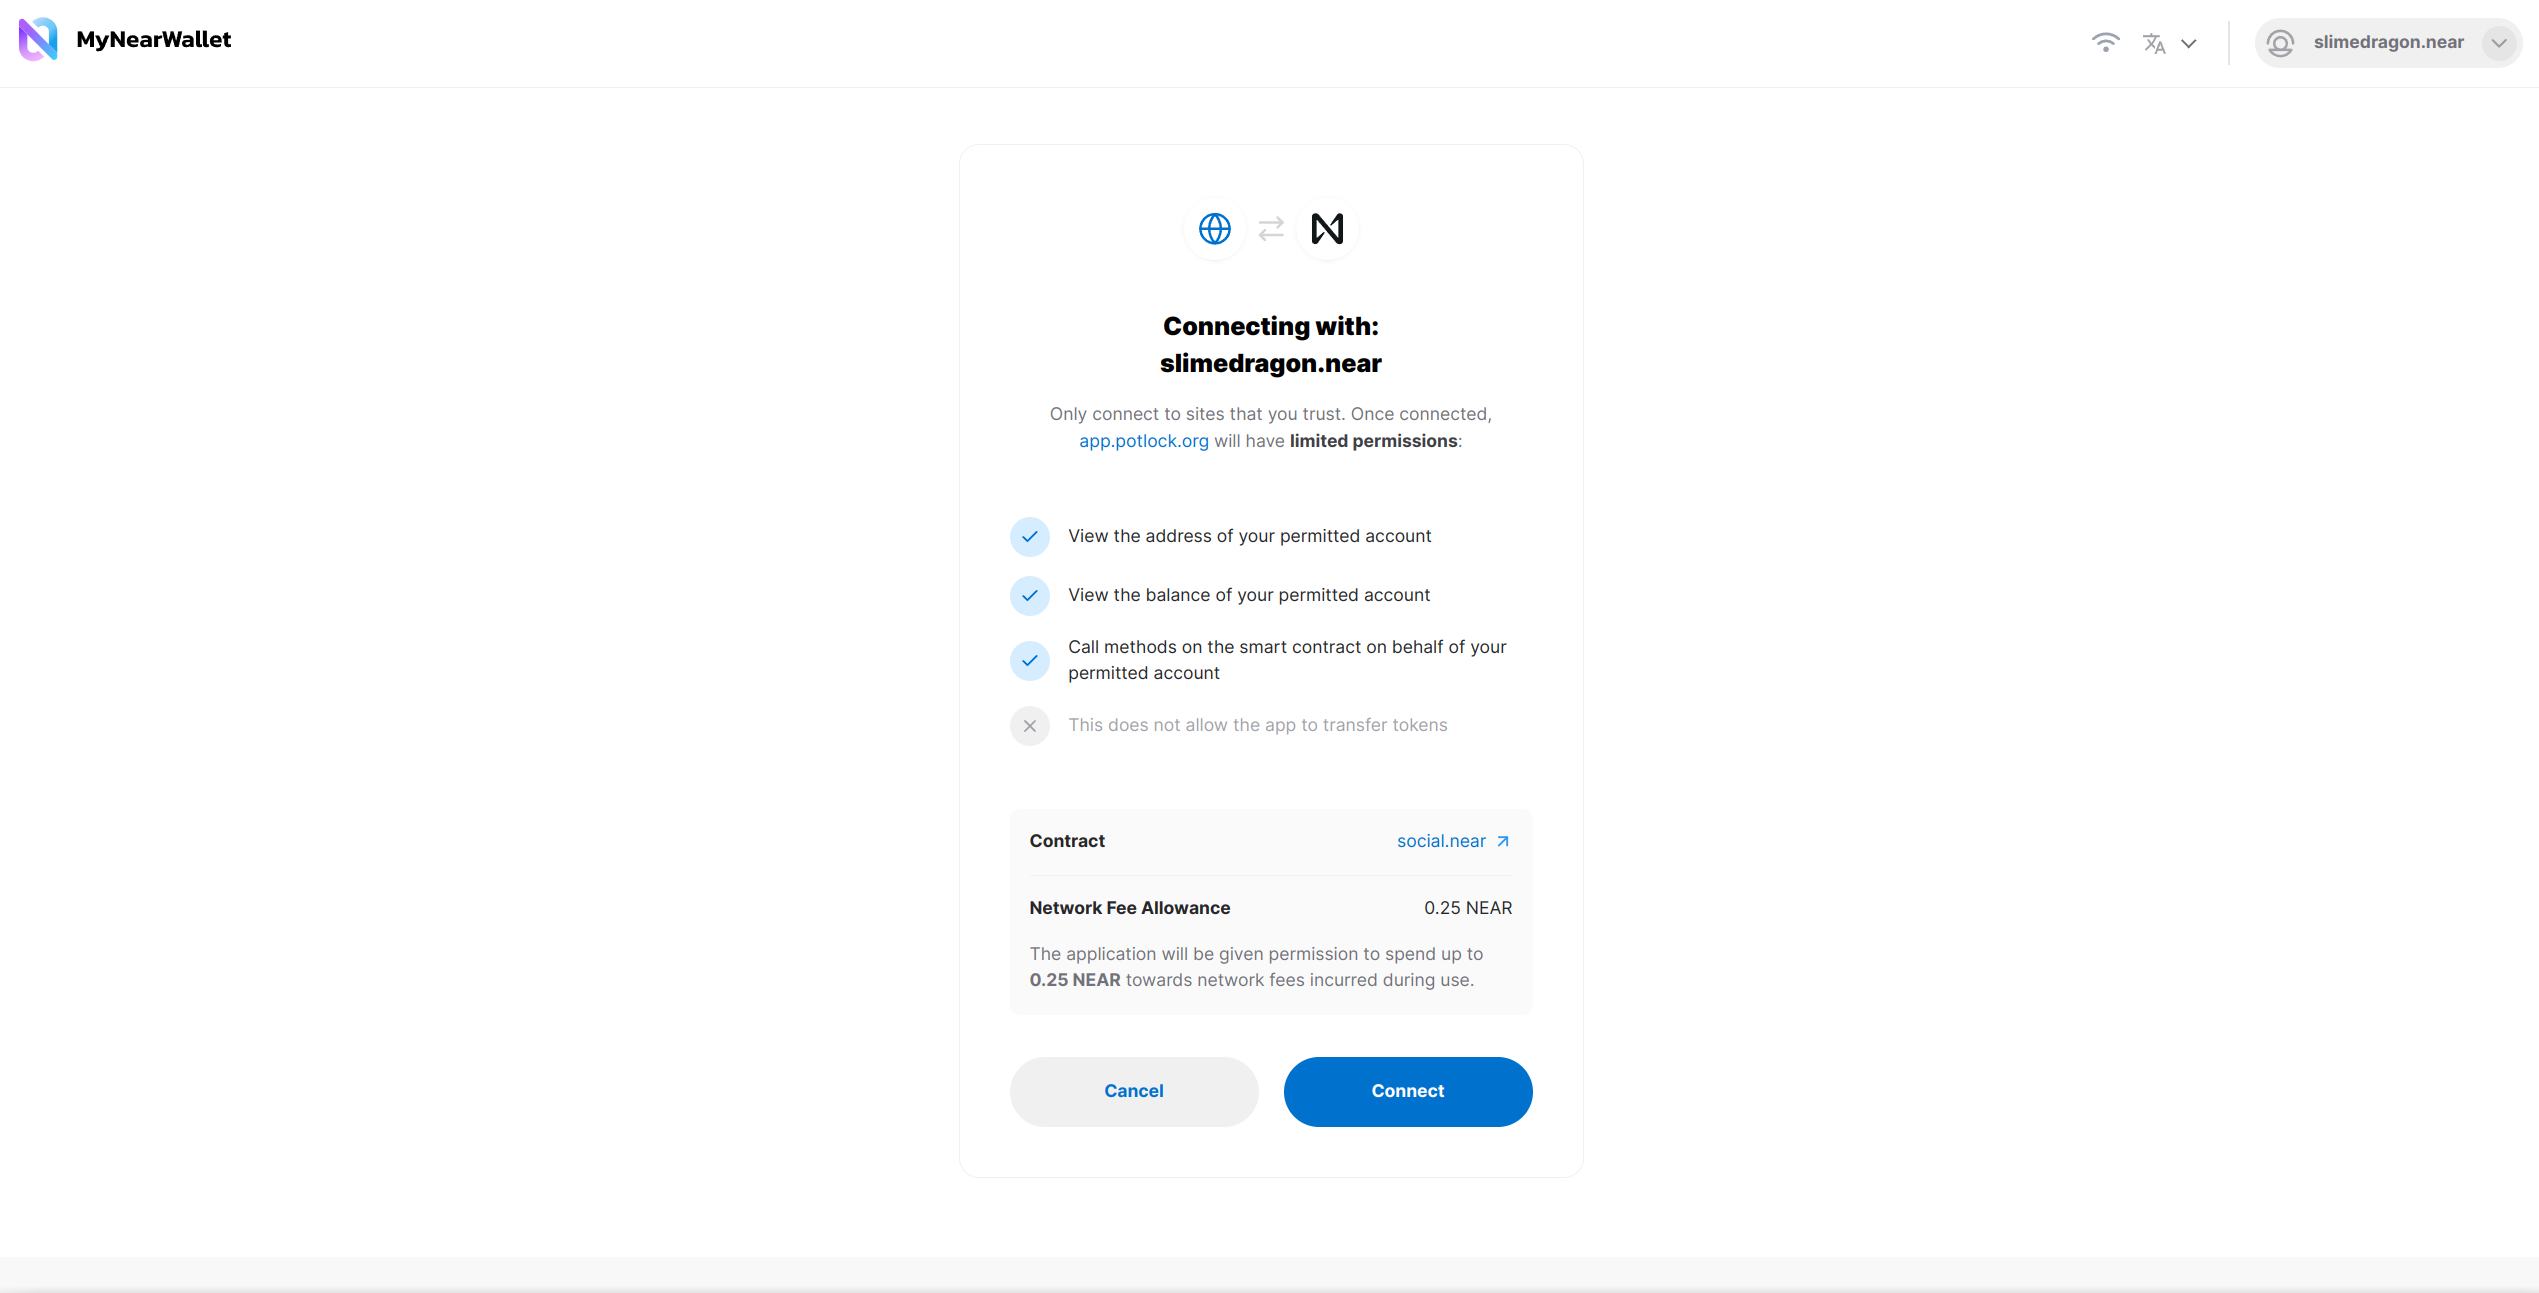 MyNearWallet
slimedragon.near
Connecting with:
slimedragon.near
Only connect to sites that you trust. Once connected,
app.potlock.org will have limited permissions:
View the address of your permitted account
View the balance of your permitted account
Call methods on the smart contract on behalf of your
permitted account
This does not allow the app to transfer tokens
Contract social.near
Network Fee Allowance 0.25 NEAR
The application will be given permission to spend up to
0.25 NEAR towards network fees incurred during use.
Cancel Connect